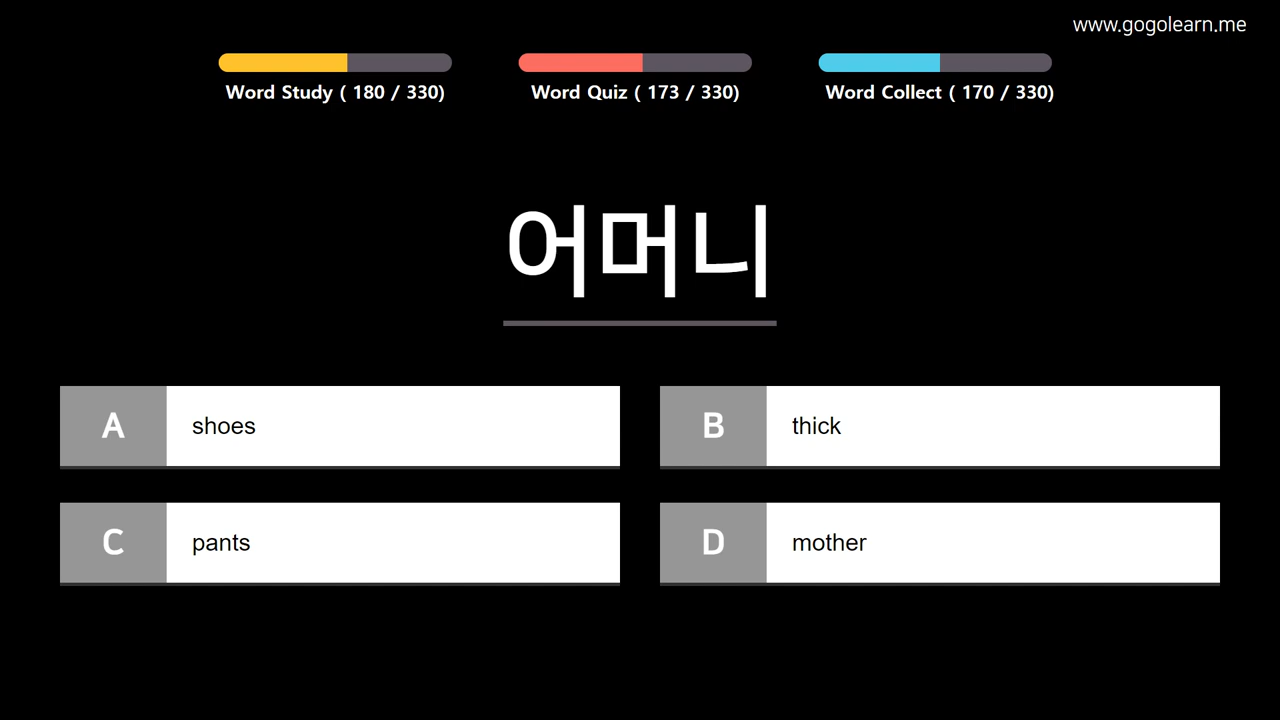 www.gogolearn.me
Word Study ( 180 / 330)
Word Quiz ( 173 / 330)
Word Collect ( 170 / 330)
어머니
A shoes
B thick
C pants
D mother